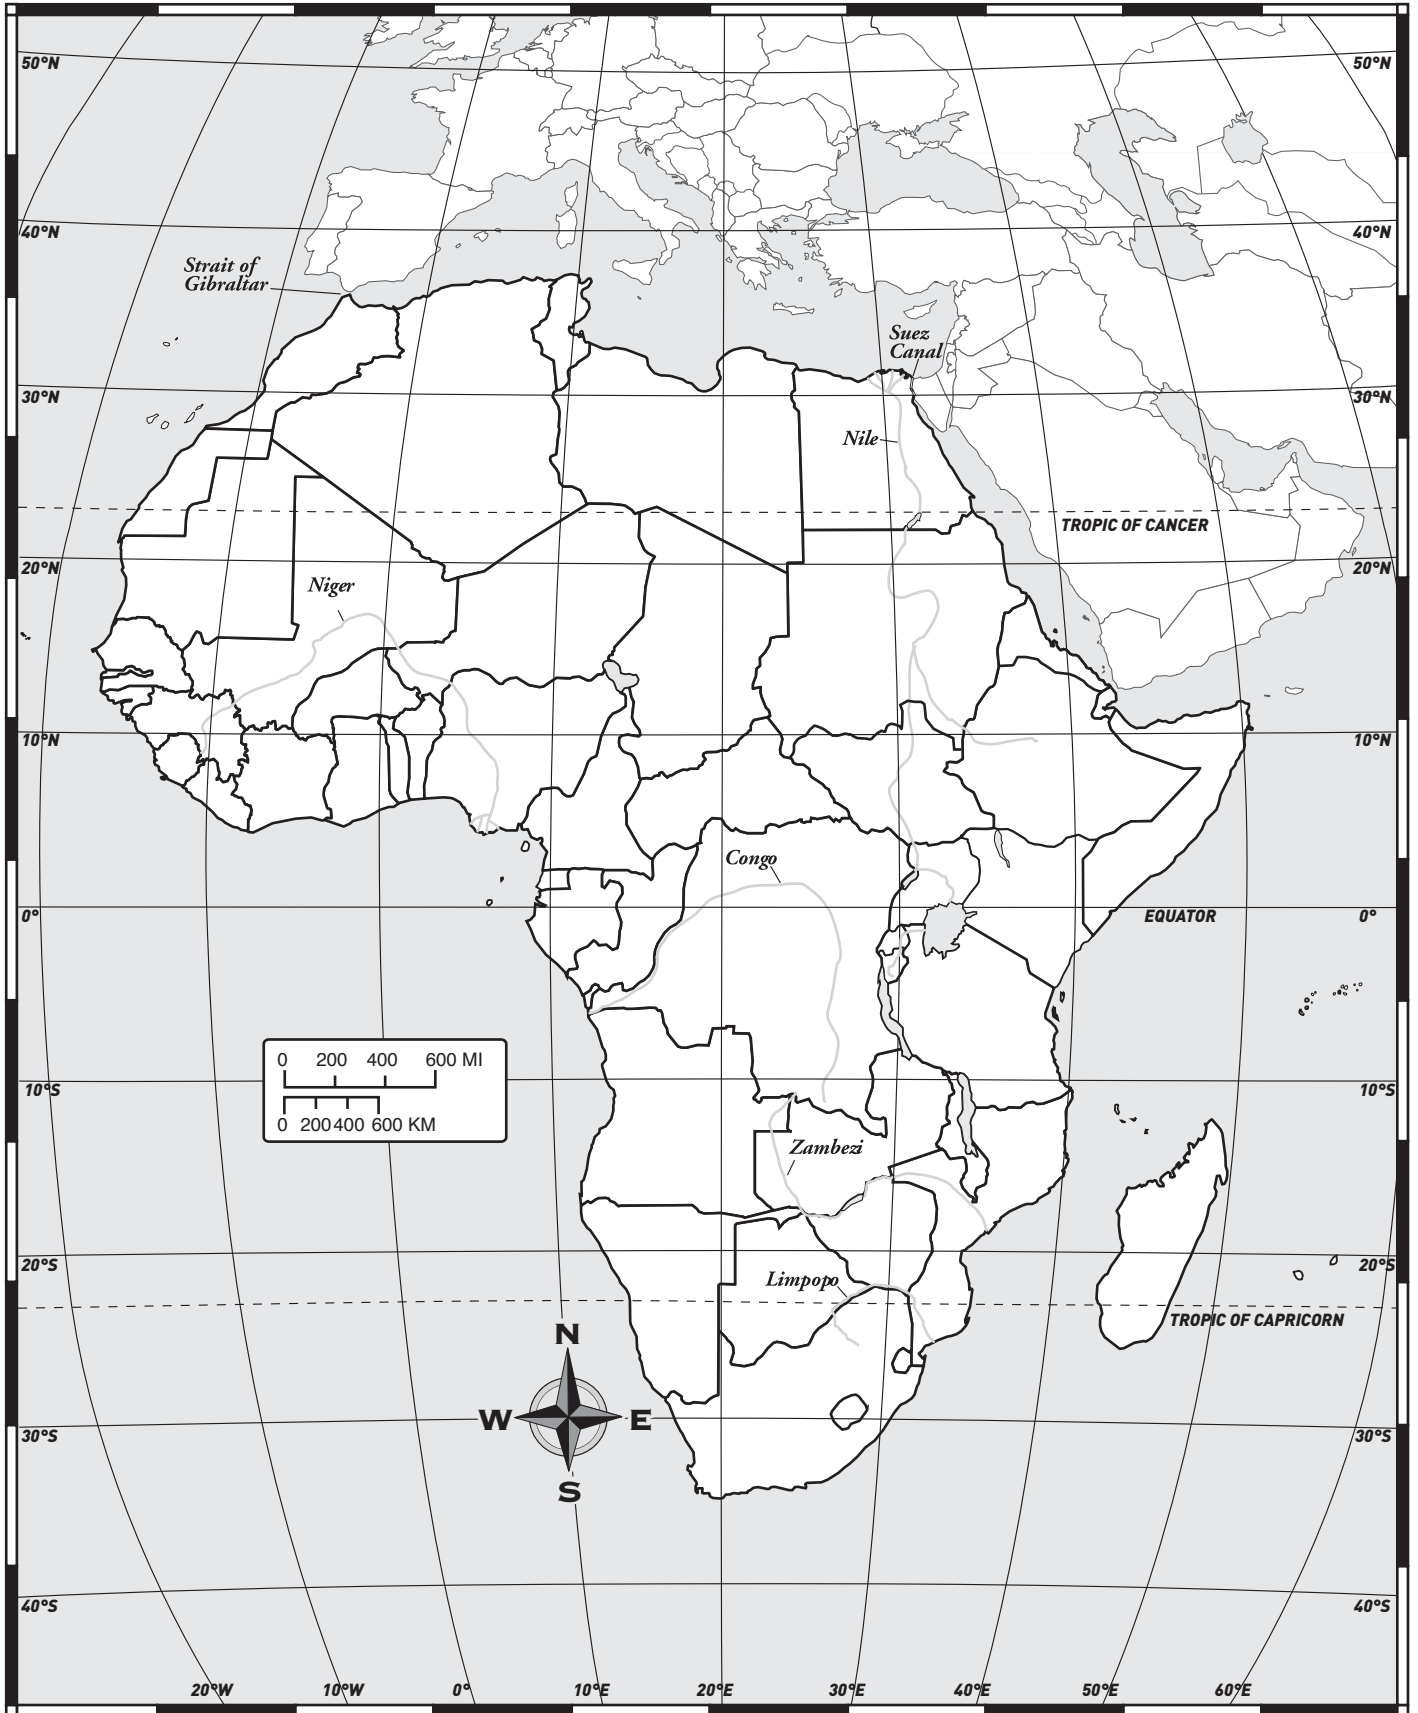 50°N
50°N
40°N
40°N
Strait of
Gibraltar
Suez
Canal
30°N
30°N
Nile
TROPIC OF CANCER
20°N
20°N
Niger
10°N
10°N
Congo
0°
EQUATOR
0°
0 200 400 600 MI
0 200 400 600 KM
10°S
10°S
Zambezi
20°S
20°S
Limpopo
TROPIC OF CAPRICORN
N
W E
S
30°S
30°S
40°S
40°S
20°W 10°W 0° 10°E 20°E 30°E 40°E 50°E 60°E